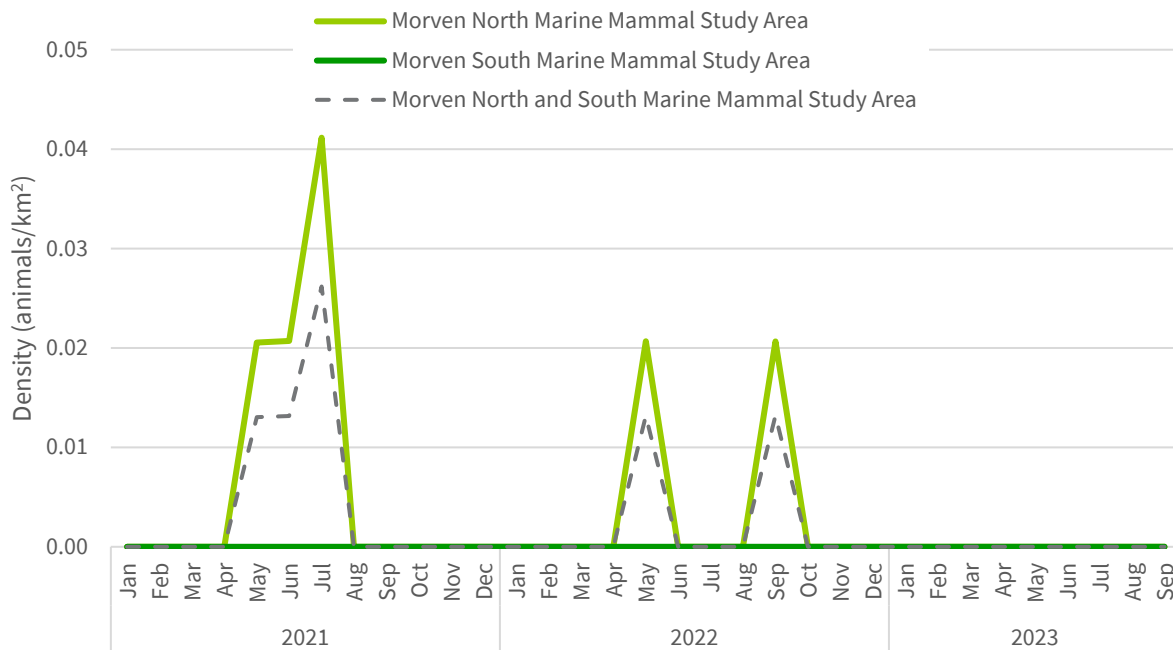 Morven North Marine Mammal Study Area
Morven South Marine Mammal Study Area
Morven North and South Marine Mammal Study Area
Density (animals/km²)
0.05
0.04
0.03
0.02
0.01
0.00
Jan Feb Mar Apr May Jun Jul Aug Sep Oct Nov Dec Jan Feb Mar Apr May Jun Jul Aug Sep Oct Nov Dec Jan Feb Mar Apr May Jun Jul Aug Sep
2021 2022 2023